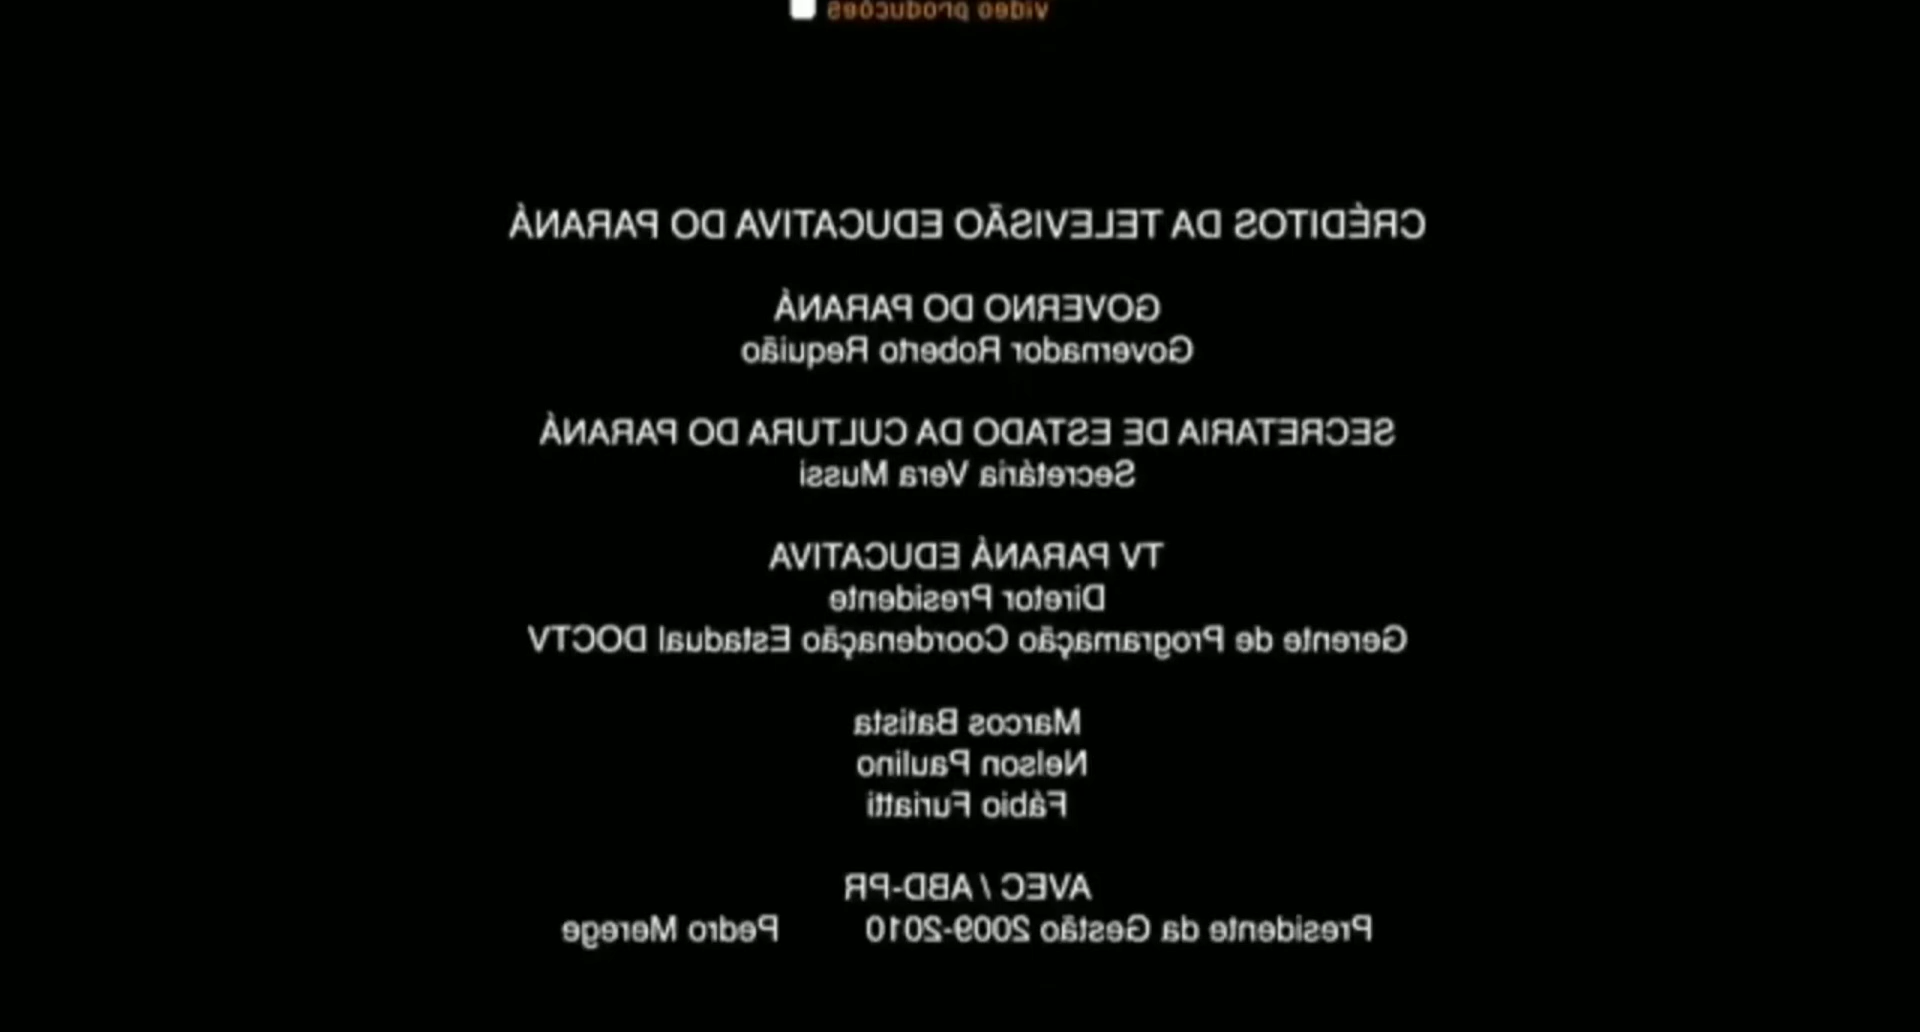 video produções
CRÉDITOS DA TELEVISÃO EDUCATIVA DO PARANÁ
GOVERNO DO PARANÁ
Governador Roberto Requião
SECRETARIA DE ESTADO DA CULTURA DO PARANÁ
Secretária Vera Mussi
TV PARANÁ EDUCATIVA
Diretor Presidente
Gerente de Programação Coordenação Estadual DOCTV
Marcos Batista
Nelson Paulino
Fábio Furiatti
AVEC / ABD-PR
Presidente da Gestão 2009-2010 Pedro Merege